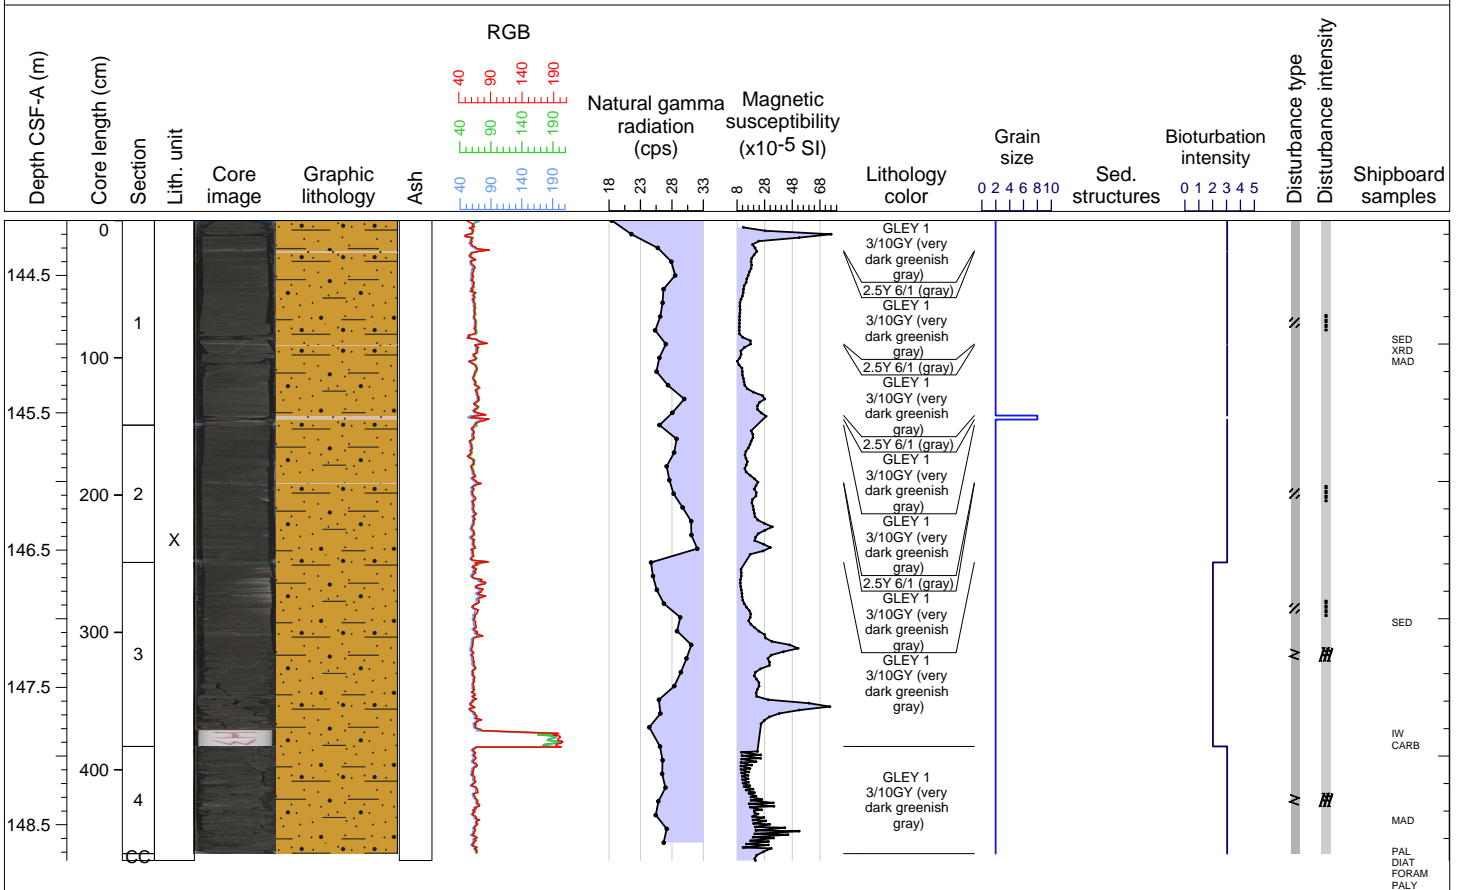 RGB
Depth CSF-A (m)
Core length (cm)
Section
Lith. unit
Core
image
Graphic
lithology
Ash
40 90 140 190
40 90 140 190
40 90 140 190
Natural gamma
radiation
(cps)
18 23 28 33
Magnetic
susceptibility
(x10-5 SI)
8 28 48 68
Lithology
color
Grain
size
0 2 4 6 8 10
Sed.
structures
Bioturbation
intensity
0 1 2 3 4 5
Disturbance type
Disturbance intensity
Shipboard
samples
144.5
145.5
146.5
147.5
148.5
0
100
200
300
400
1
2
3
4
CC
X
GLEY 1
3/10GY (very
dark greenish
gray)
2.5Y 6/1 (gray)
GLEY 1
3/10GY (very
dark greenish
gray)
2.5Y 6/1 (gray)
GLEY 1
3/10GY (very
dark greenish
gray)
2.5Y 6/1 (gray)
GLEY 1
3/10GY (very
dark greenish
gray)
GLEY 1
3/10GY (very
dark greenish
gray)
2.5Y 6/1 (gray)
GLEY 1
3/10GY (very
dark greenish
gray)
GLEY 1
3/10GY (very
dark greenish
gray)
GLEY 1
3/10GY (very
dark greenish
gray)
SED
XRD
MAD
SED
IW
CARB
MAD
PAL
DIAT
FORAM
PALY